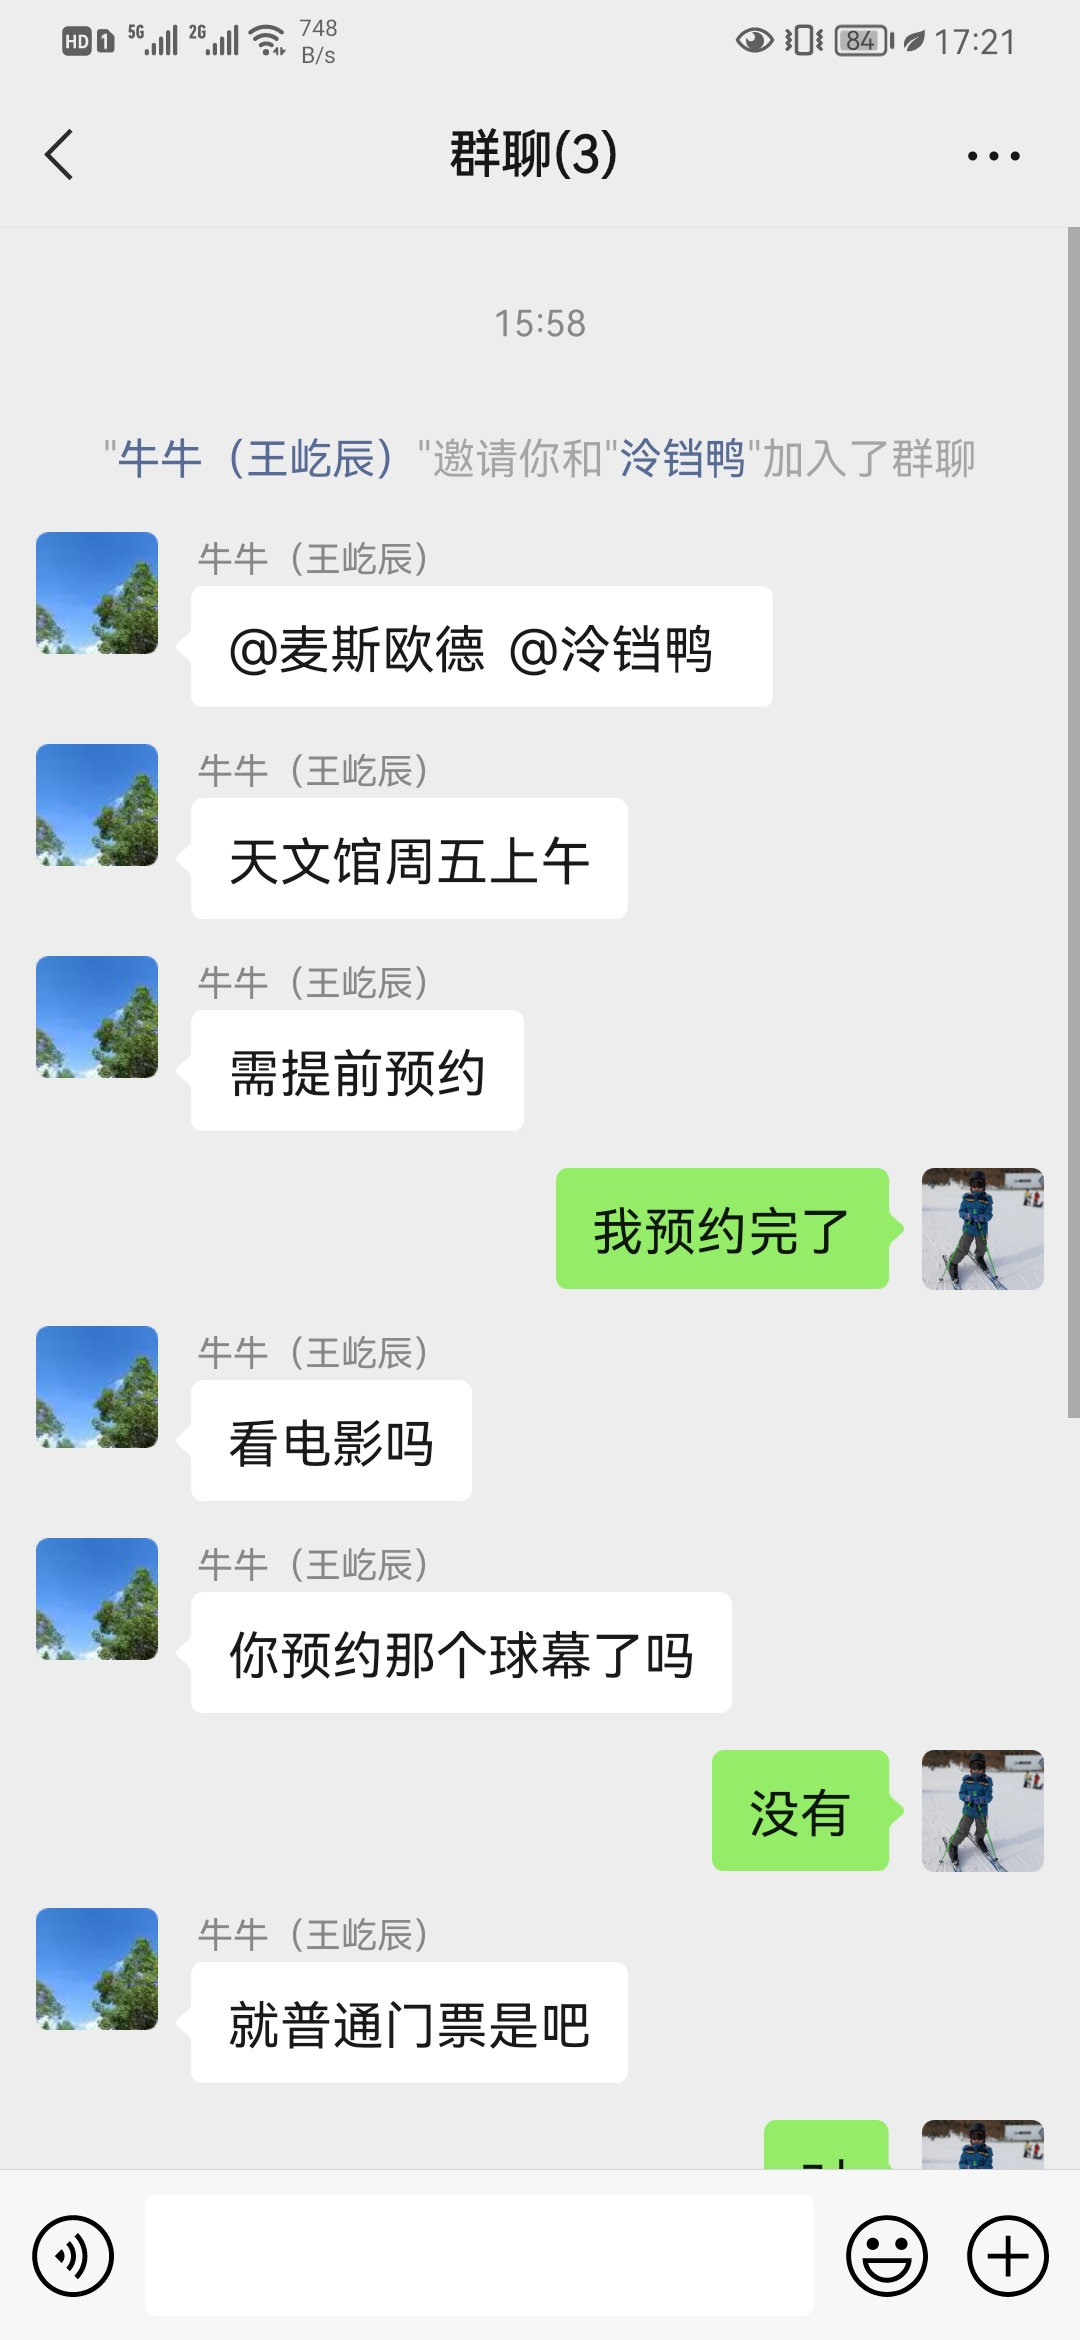 HD 1 5G 2G 748 B/s 84 17:21
群聊(3)
15:58
"牛牛（王屹辰）"邀请你和"泠铛鸭"加入了群聊
牛牛（王屹辰）
@麦斯欧德 @泠铛鸭
牛牛（王屹辰）
天文馆周五上午
牛牛（王屹辰）
需提前预约
我预约完了
牛牛（王屹辰）
看电影吗
牛牛（王屹辰）
你预约那个球幕了吗
没有
牛牛（王屹辰）
就普通门票是吧